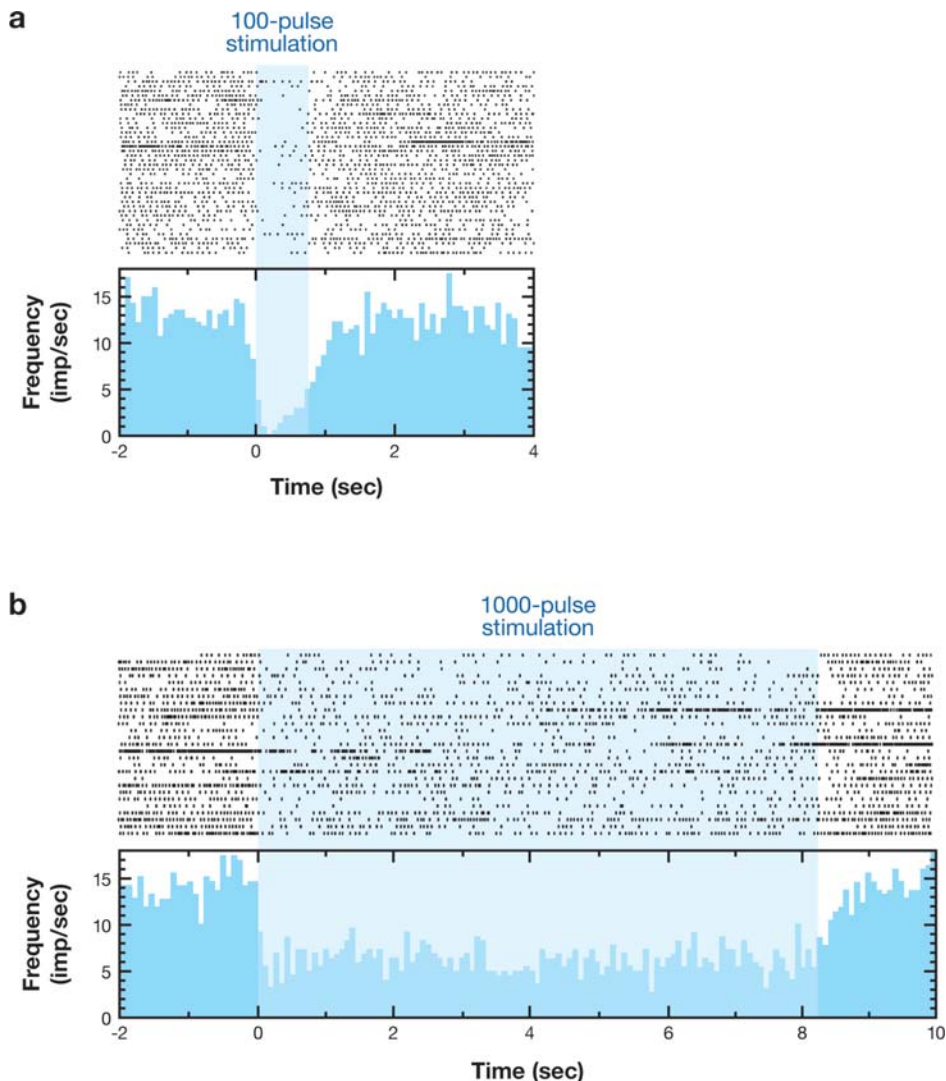 a
100-pulse
stimulation
Frequency
(imp/sec)
15
10
5
0
-2 0 2 4
Time (sec)
b
1000-pulse
stimulation
Frequency
(imp/sec)
15
10
5
0
-2 0 2 4 6 8 10
Time (sec)